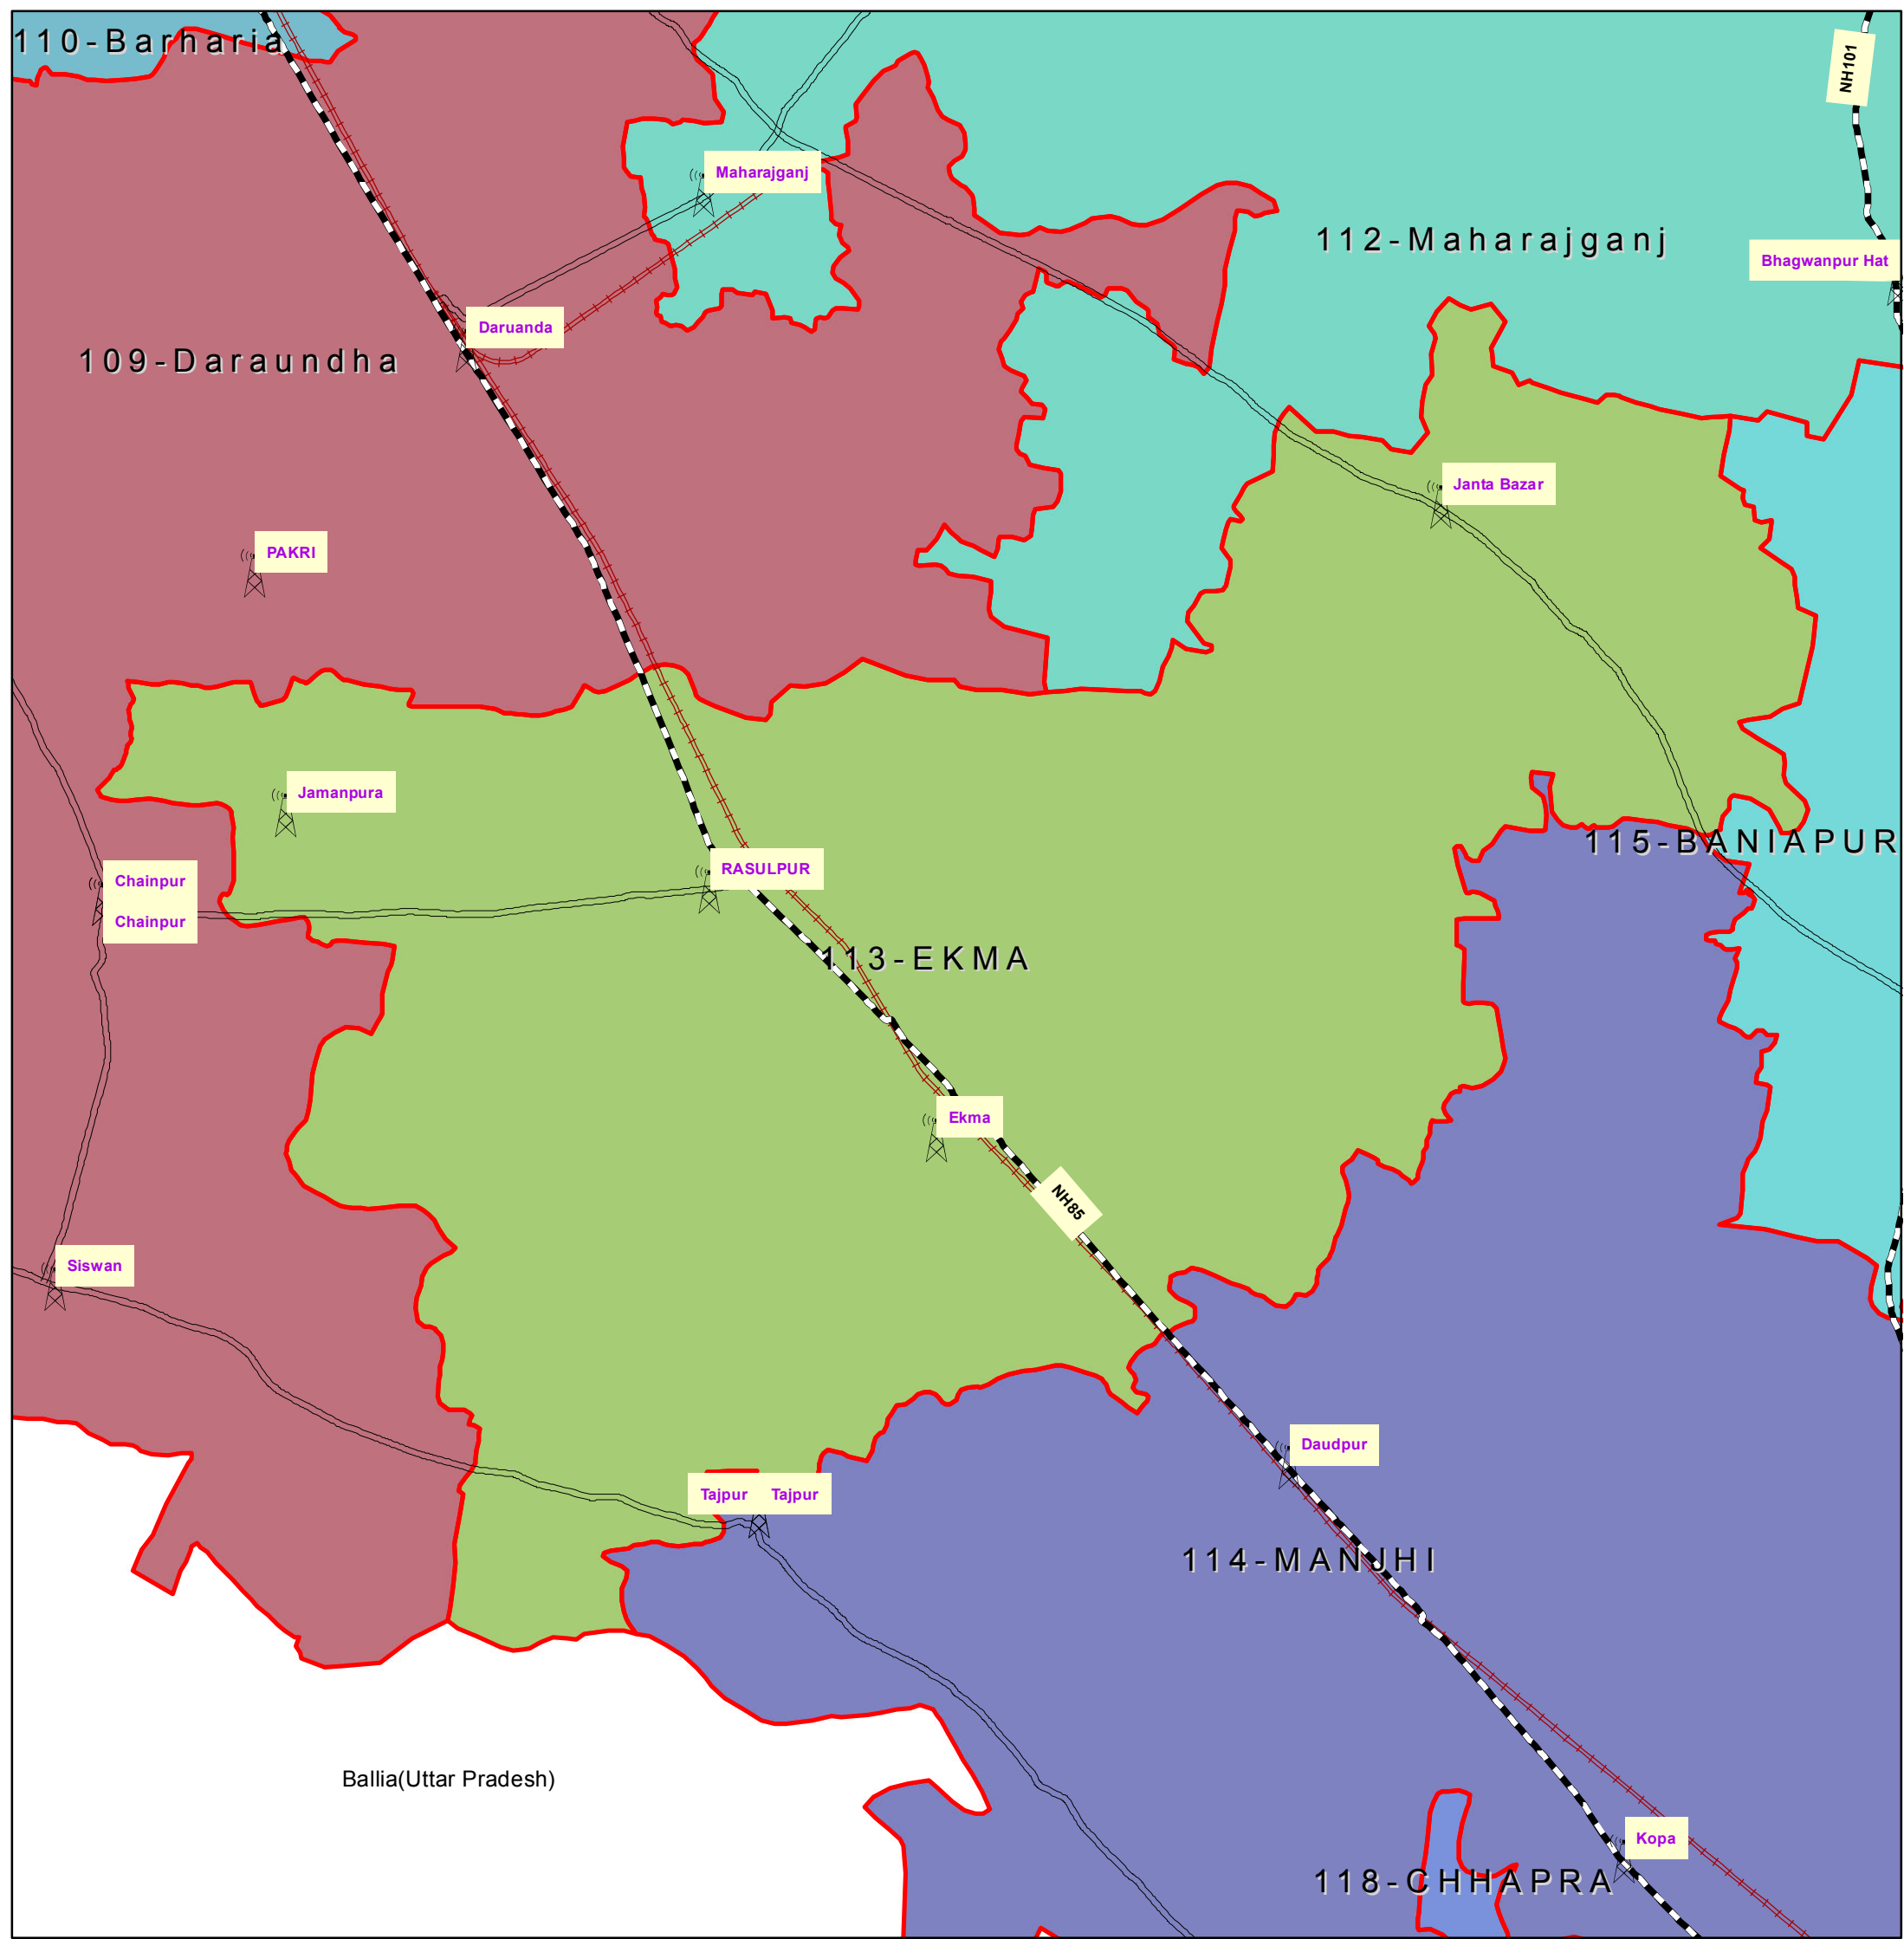 110-Barharia
NH101
Maharajganj
112-Maharajganj
Bhagwanpur Hat
Daruanda
109-Daraundha
Janta Bazar
PAKRI
Jamanpura
115-BANIAPUR
RASULPUR
Chainpur
Chainpur
113-EKMA
Ekma
NH85
Siswan
Daudpur
Tajpur Tajpur
114-MANJHI
Ballia(Uttar Pradesh)
Kopa
118-CHHAPRA